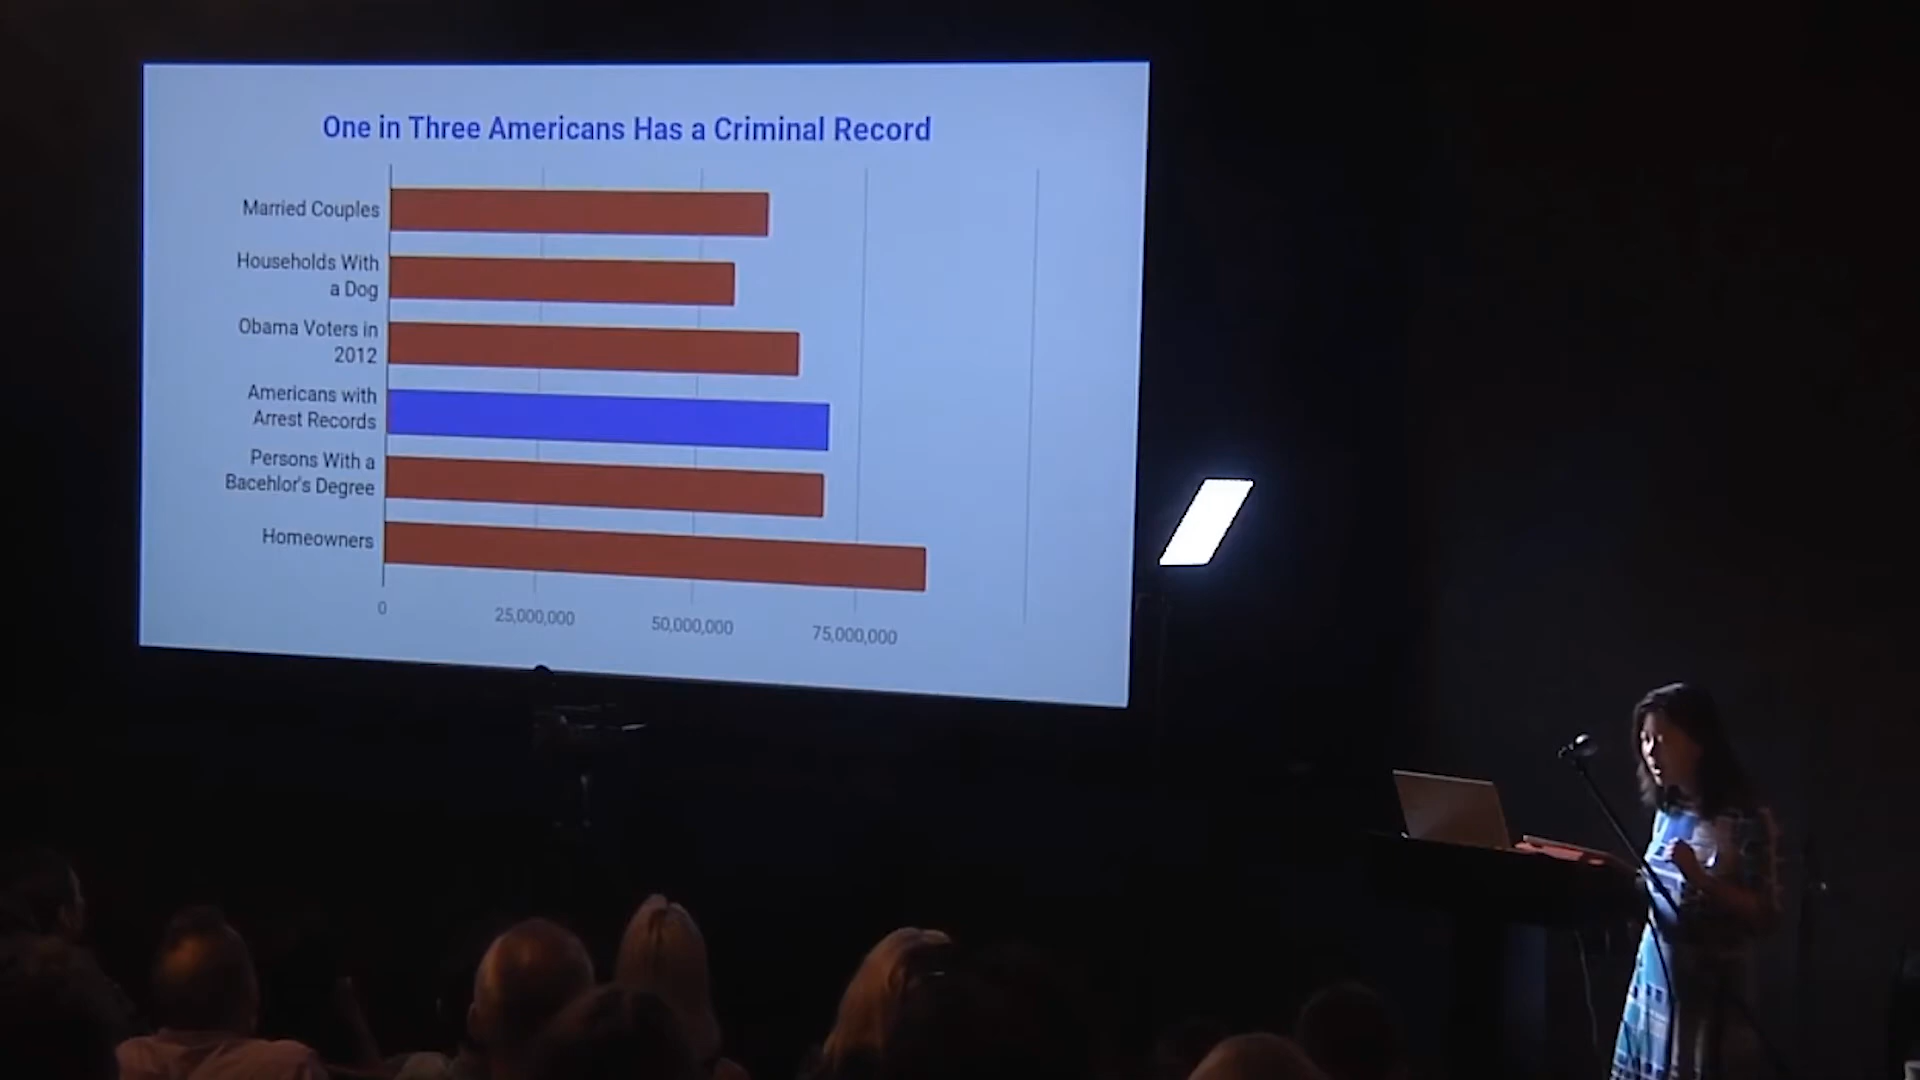 One in Three Americans Has a Criminal Record
Married Couples
Households With
a Dog
Obama Voters in
2012
Americans with
Arrest Records
Persons With a
Bacehlor's Degree
Homeowners
0
25,000,000
50,000,000
75,000,000